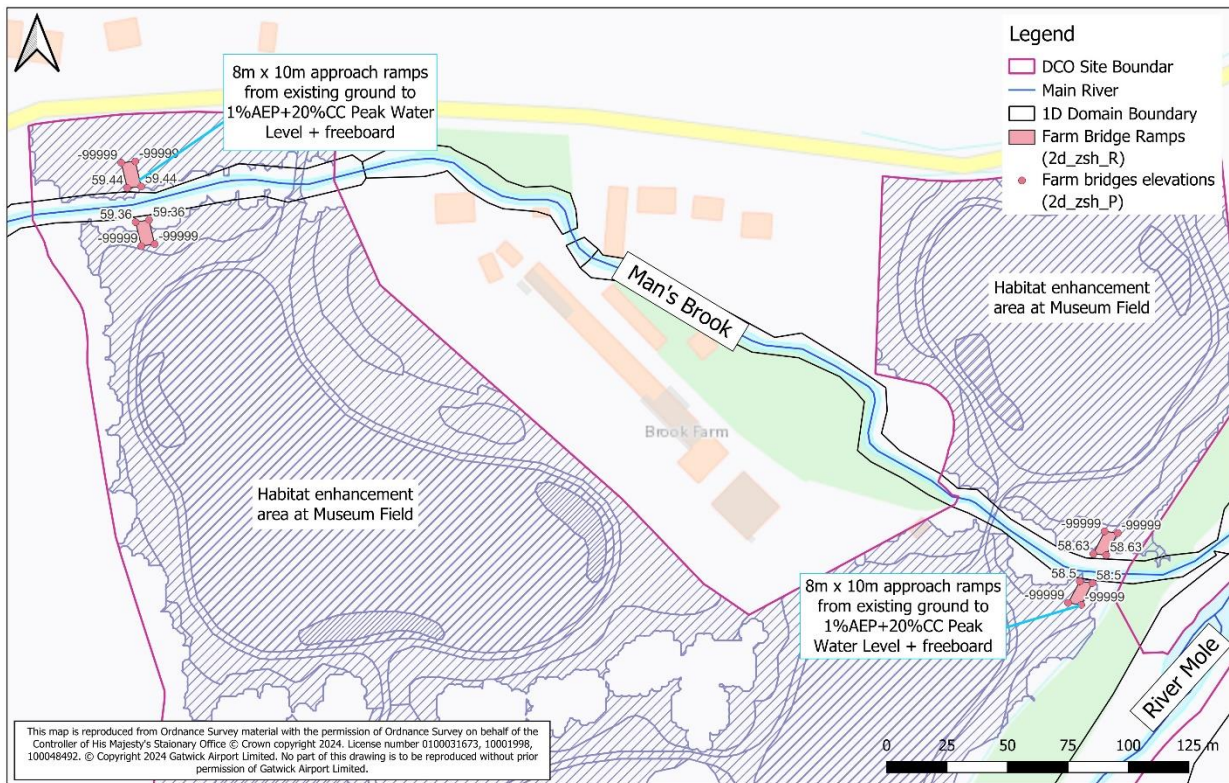 8m x 10m approach ramps
from existing ground to
1%AEP+20%CC Peak Water
Level + freeboard
Legend
DCO Site Boundar
Main River
1D Domain Boundary
Farm Bridge Ramps
(2d_zsh_R)
Farm bridges elevations
(2d_zsh_P)
-99999
-99999
59.44
59.44
59.36
59.36
-99999
-99999
Man's Brook
Habitat enhancement
area at Museum Field
Brook Farm
Habitat enhancement
area at Museum Field
-99999
-99999
58.63
58.63
58.5
58.5
-99999
-99999
8m x 10m approach ramps
from existing ground to
1%AEP+20%CC Peak
Water Level + freeboard
River Mole
This map is reproduced from Ordnance Survey material with the permission of Ordnance Survey on behalf of the
Controller of His Majesty's Staionary Office © Crown copyright 2024. License number 0100031673, 10001998,
100048492. © Copyright 2024 Gatwick Airport Limited. No part of this drawing is to be reproduced without prior
permission of Gatwick Airport Limited.
0 25 50 75 100 125 m